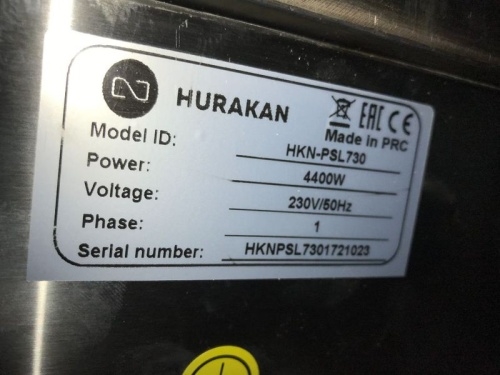 HURAKAN
EAC CE
Made in PRC
Model ID: HKN-PSL730
Power: 4400W
Voltage: 230V/50Hz
Phase: 1
Serial number: HKNPSL7301721023